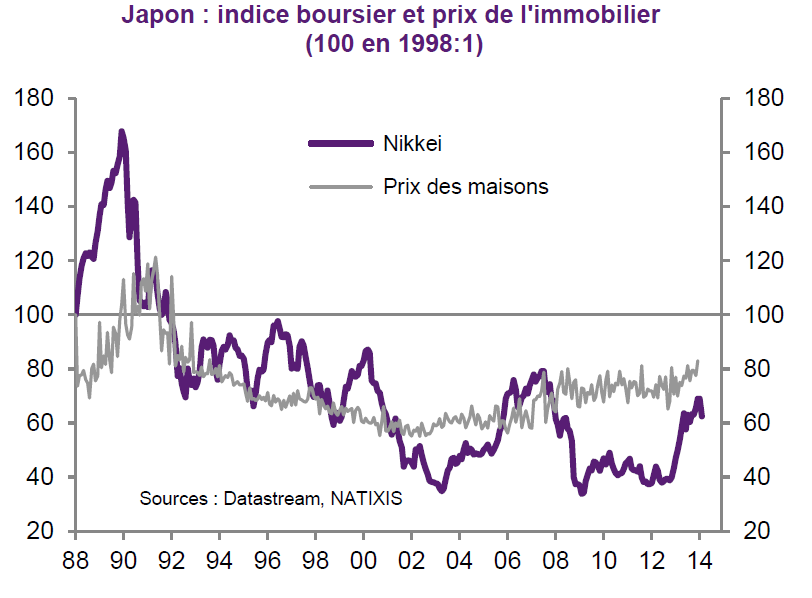 Japon : indice boursier et prix de l'immobilier
(100 en 1998:1)
180 180
160 160
Nikkei
Prix des maisons
140 140
120 120
100 100
80 80
60 60
40 40
Sources : Datastream, NATIXIS
20 20
88 90 92 94 96 98 00 02 04 06 08 10 12 14